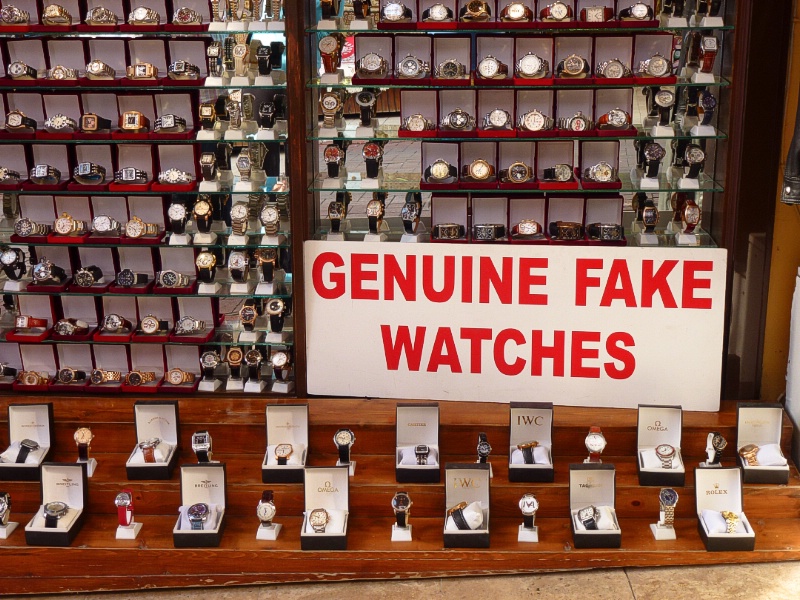 GENUINE FAKE
WATCHES
IWC
OMEGA
BREITLING
OMEGA
IWC
ROLEX